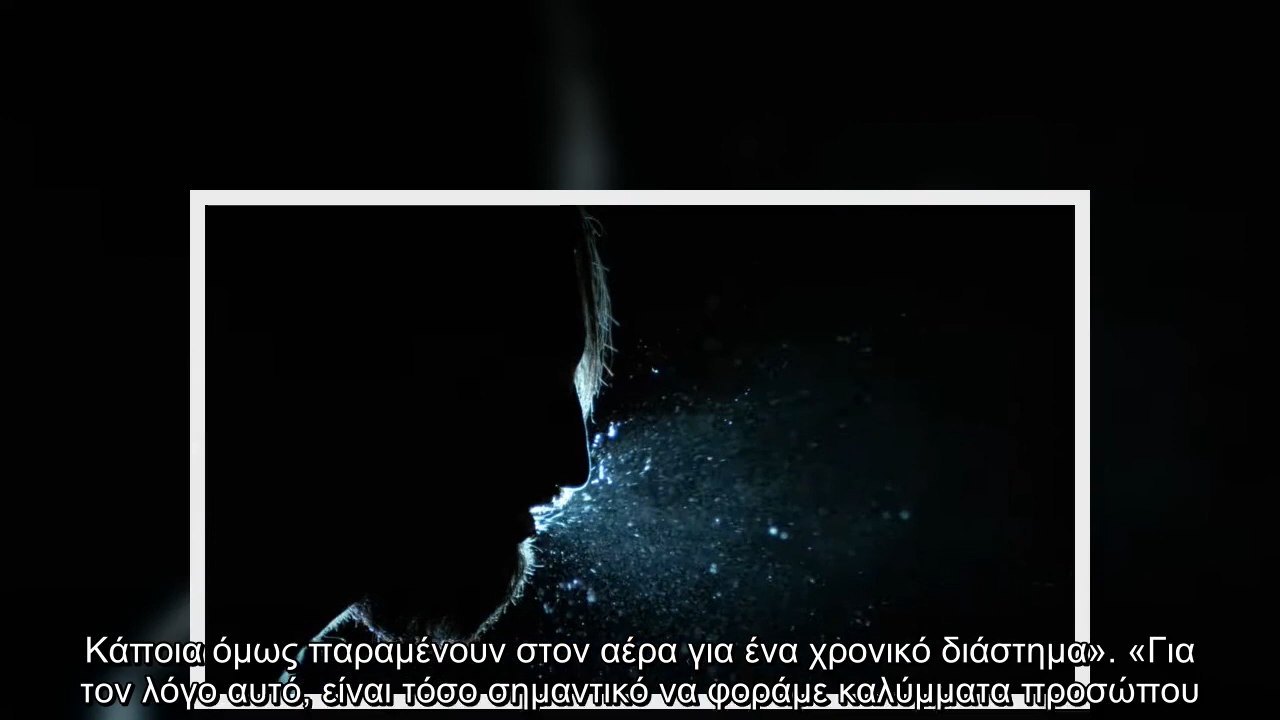 Κάποια όμως παραμένουν στον αέρα για ένα χρονικό διάστημα». «Για
τον λόγο αυτό, είναι τόσο σημαντικό να φοράμε καλύμματα προσώπου